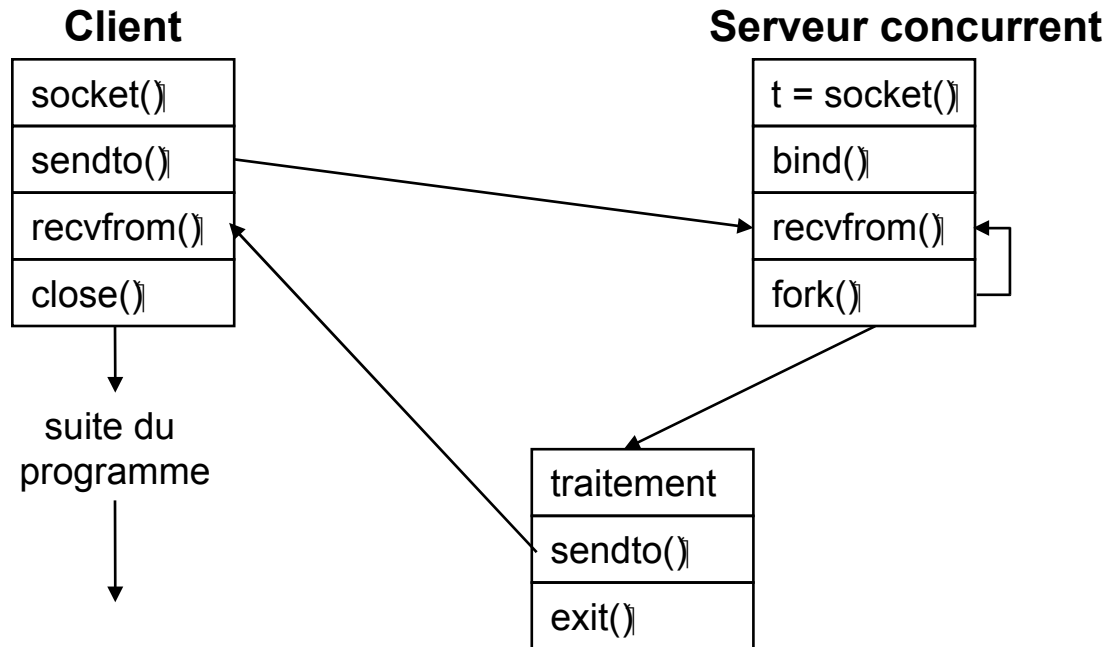 Client
socket()
sendto()
recvfrom()
close()
suite du
programme
Serveur concurrent
t = socket()
bind()
recvfrom()
fork()
traitement
sendto()
exit()